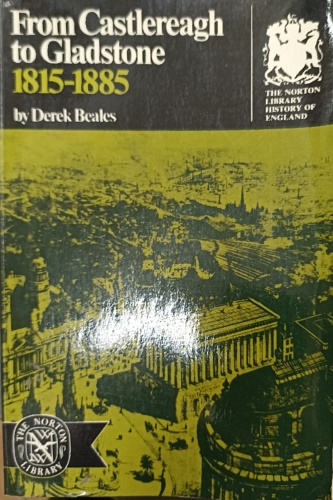 From Castlereagh
to Gladstone
1815-1885
by Derek Beales
THE NORTON
LIBRARY
HISTORY OF
ENGLAND
THE NORTON
LIBRARY